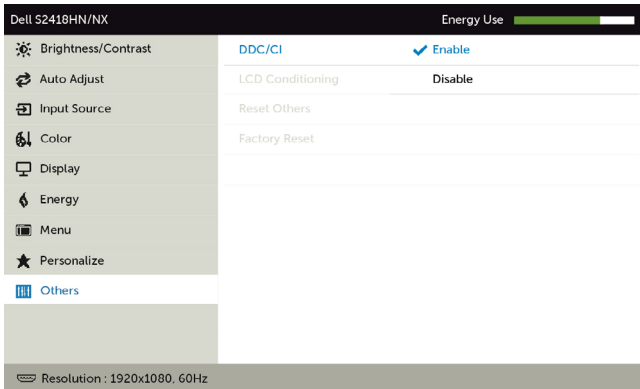 Dell S2418HN/NX Energy Use
Brightness/Contrast DDC/CI Enable
Auto Adjust LCD Conditioning Disable
Input Source Reset Others
Color Factory Reset
Display
Energy
Menu
Personalize
Others
Resolution : 1920x1080, 60Hz